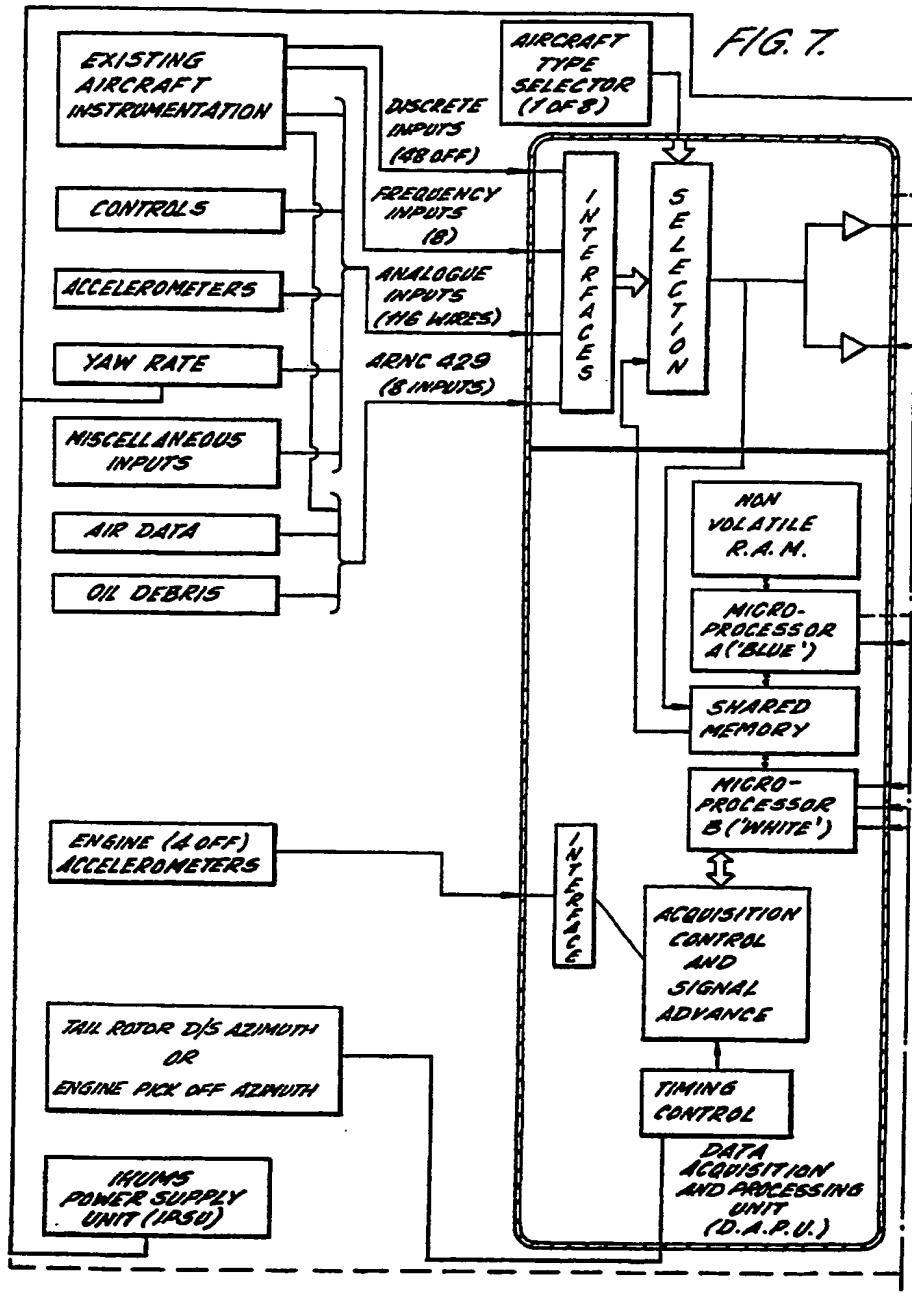 FIG. 7.
EXISTING
AIRCRAFT
INSTRUMENTATION
CONTROLS
ACCELEROMETERS
YAW RATE
MISCELLANEOUS
INPUTS
AIR DATA
OIL DEBRIS
ENGINE (4 OFF)
ACCELEROMETERS
TAIL ROTOR D/S AZIMUTH
OR
ENGINE PICK OFF AZIMUTH
IHUMS
POWER SUPPLY
UNIT (IPSU)
DISCRETE
INPUTS
(48 OFF)
FREQUENCY
INPUTS
(8)
ANALOGUE
INPUTS
(116 WIRES)
ARNC 429
(8 INPUTS)
AIRCRAFT
TYPE
SELECTOR
(1 OF 8)
INTERFACES
SELECTION
NON
VOLATILE
R.A.M.
MICRO-
PROCESSOR
A ('BLUE')
SHARED
MEMORY
MICRO-
PROCESSOR
B ('WHITE')
INTERFACE
ACQUISITION
CONTROL
AND
SIGNAL
ADVANCE
TIMING
CONTROL
DATA
ACQUISITION
AND PROCESSING
UNIT
(D.A.P.U.)